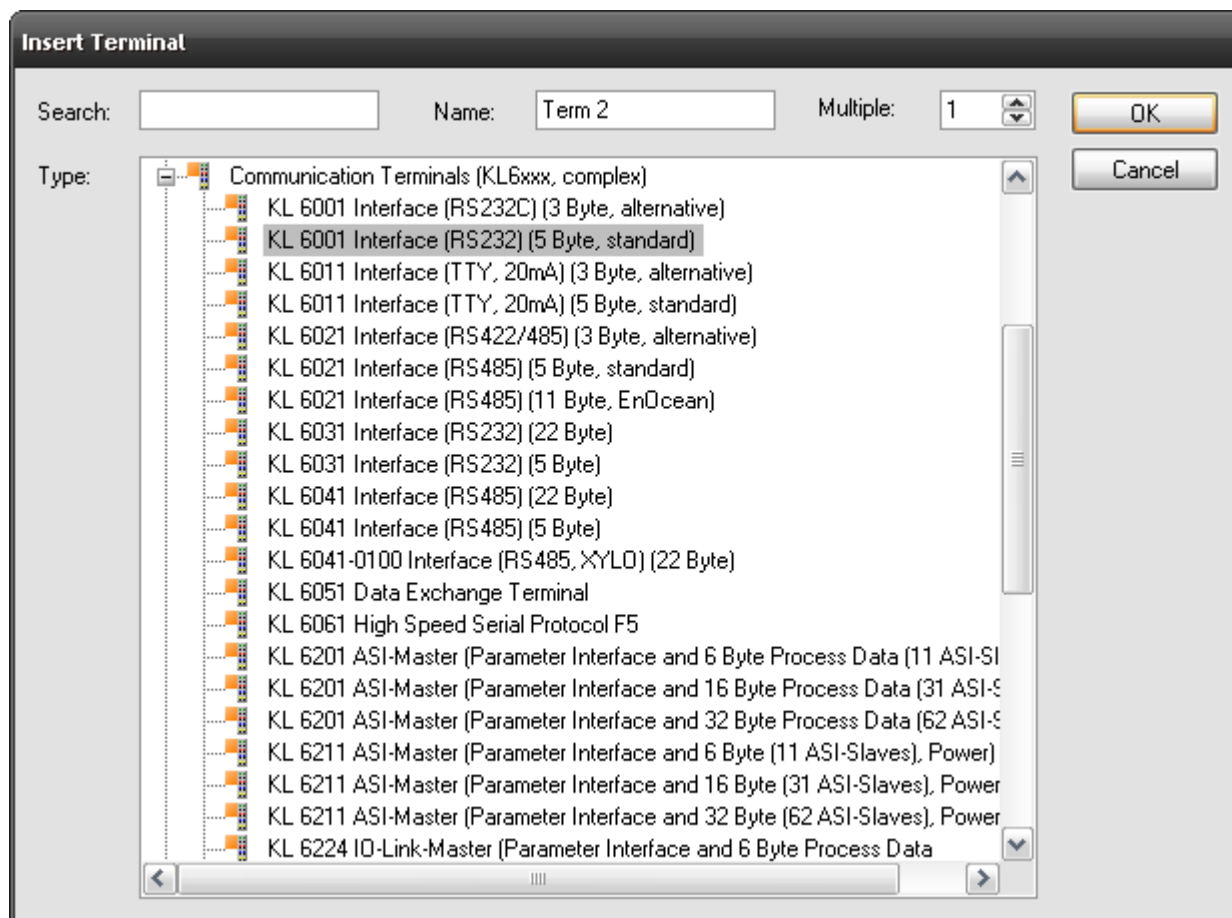 Insert Terminal
Search: Name: Term 2 Multiple: 1 OK
Type: Cancel
Communication Terminals (KL6xxx, complex)
KL 6001 Interface (RS232C) (3 Byte, alternative)
KL 6001 Interface (RS232) (5 Byte, standard)
KL 6011 Interface (TTY, 20mA) (3 Byte, alternative)
KL 6011 Interface (TTY, 20mA) (5 Byte, standard)
KL 6021 Interface (RS422/485) (3 Byte, alternative)
KL 6021 Interface (RS485) (5 Byte, standard)
KL 6021 Interface (RS485) (11 Byte, EnOcean)
KL 6031 Interface (RS232) (22 Byte)
KL 6031 Interface (RS232) (5 Byte)
KL 6041 Interface (RS485) (22 Byte)
KL 6041 Interface (RS485) (5 Byte)
KL 6041-0100 Interface (RS485, XYLO) (22 Byte)
KL 6051 Data Exchange Terminal
KL 6061 High Speed Serial Protocol F5
KL 6201 ASI-Master (Parameter Interface and 6 Byte Process Data (11 ASI-Sl
KL 6201 ASI-Master (Parameter Interface and 16 Byte Process Data (31 ASI-S
KL 6201 ASI-Master (Parameter Interface and 32 Byte Process Data (62 ASI-S
KL 6211 ASI-Master (Parameter Interface and 6 Byte (11 ASI-Slaves), Power)
KL 6211 ASI-Master (Parameter Interface and 16 Byte (31 ASI-Slaves), Power
KL 6211 ASI-Master (Parameter Interface and 32 Byte (62 ASI-Slaves), Power
KL 6224 IO-Link-Master (Parameter Interface and 6 Byte Process Data